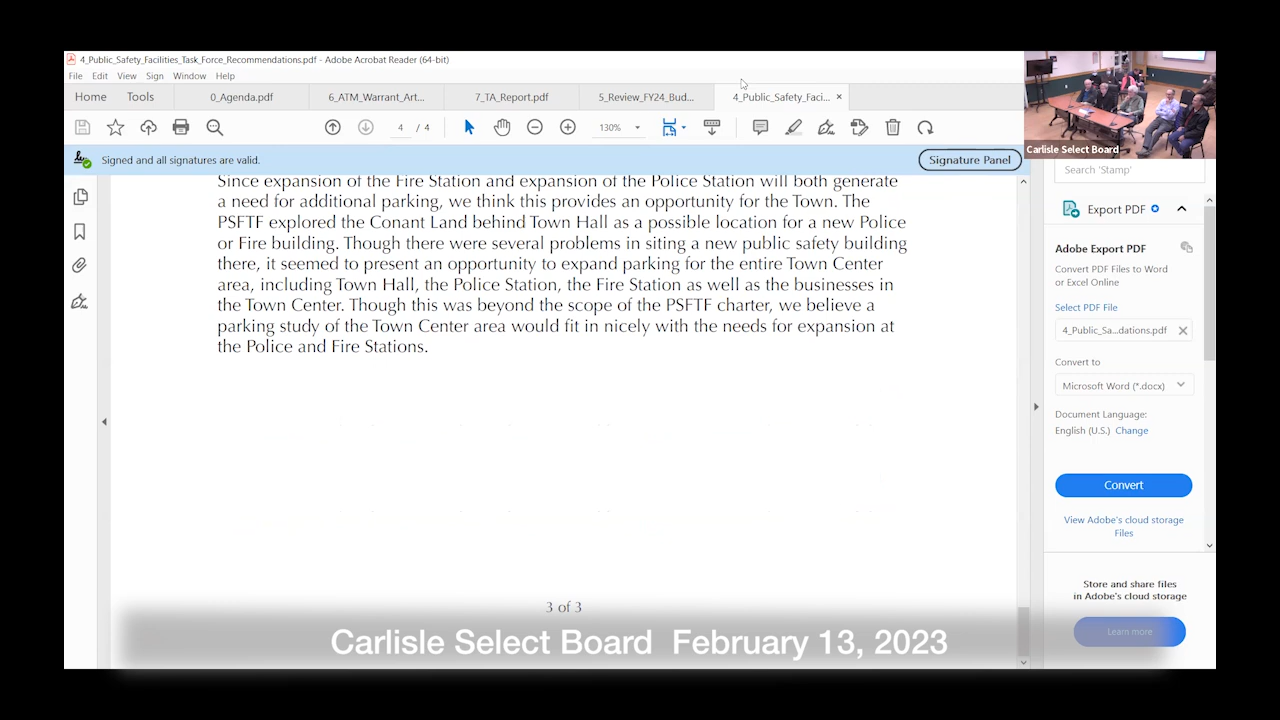 4_Public_Safety_Facilities_Task_Force_Recommendations.pdf - Adobe Acrobat Reader (64-bit)
File Edit View Sign Window Help
Home Tools 0_Agenda.pdf 6_ATM_Warrant_Art... 7_TA_Report.pdf 5_Review_FY24_Bud... 4_Public_Safety_Faci... ×
4 / 4 130%
Carlisle Select Board
Signed and all signatures are valid. Signature Panel
Search 'Stamp'
Since expansion of the Fire Station and expansion of the Police Station will both generate
a need for additional parking, we think this provides an opportunity for the Town. The
PSFTF explored the Conant Land behind Town Hall as a possible location for a new Police
or Fire building. Though there were several problems in siting a new public safety building
there, it seemed to present an opportunity to expand parking for the entire Town Center
area, including Town Hall, the Police Station, the Fire Station as well as the businesses in
the Town Center. Though this was beyond the scope of the PSFTF charter, we believe a
parking study of the Town Center area would fit in nicely with the needs for expansion at
the Police and Fire Stations.
3 of 3
Export PDF
Adobe Export PDF
Convert PDF Files to Word
or Excel Online
Select PDF File
4_Public_Sa...dations.pdf
Convert to
Microsoft Word (*.docx)
Document Language:
English (U.S.) Change
Convert
View Adobe's cloud storage
Files
Store and share files
in Adobe's cloud storage
Learn more
Carlisle Select Board February 13, 2023